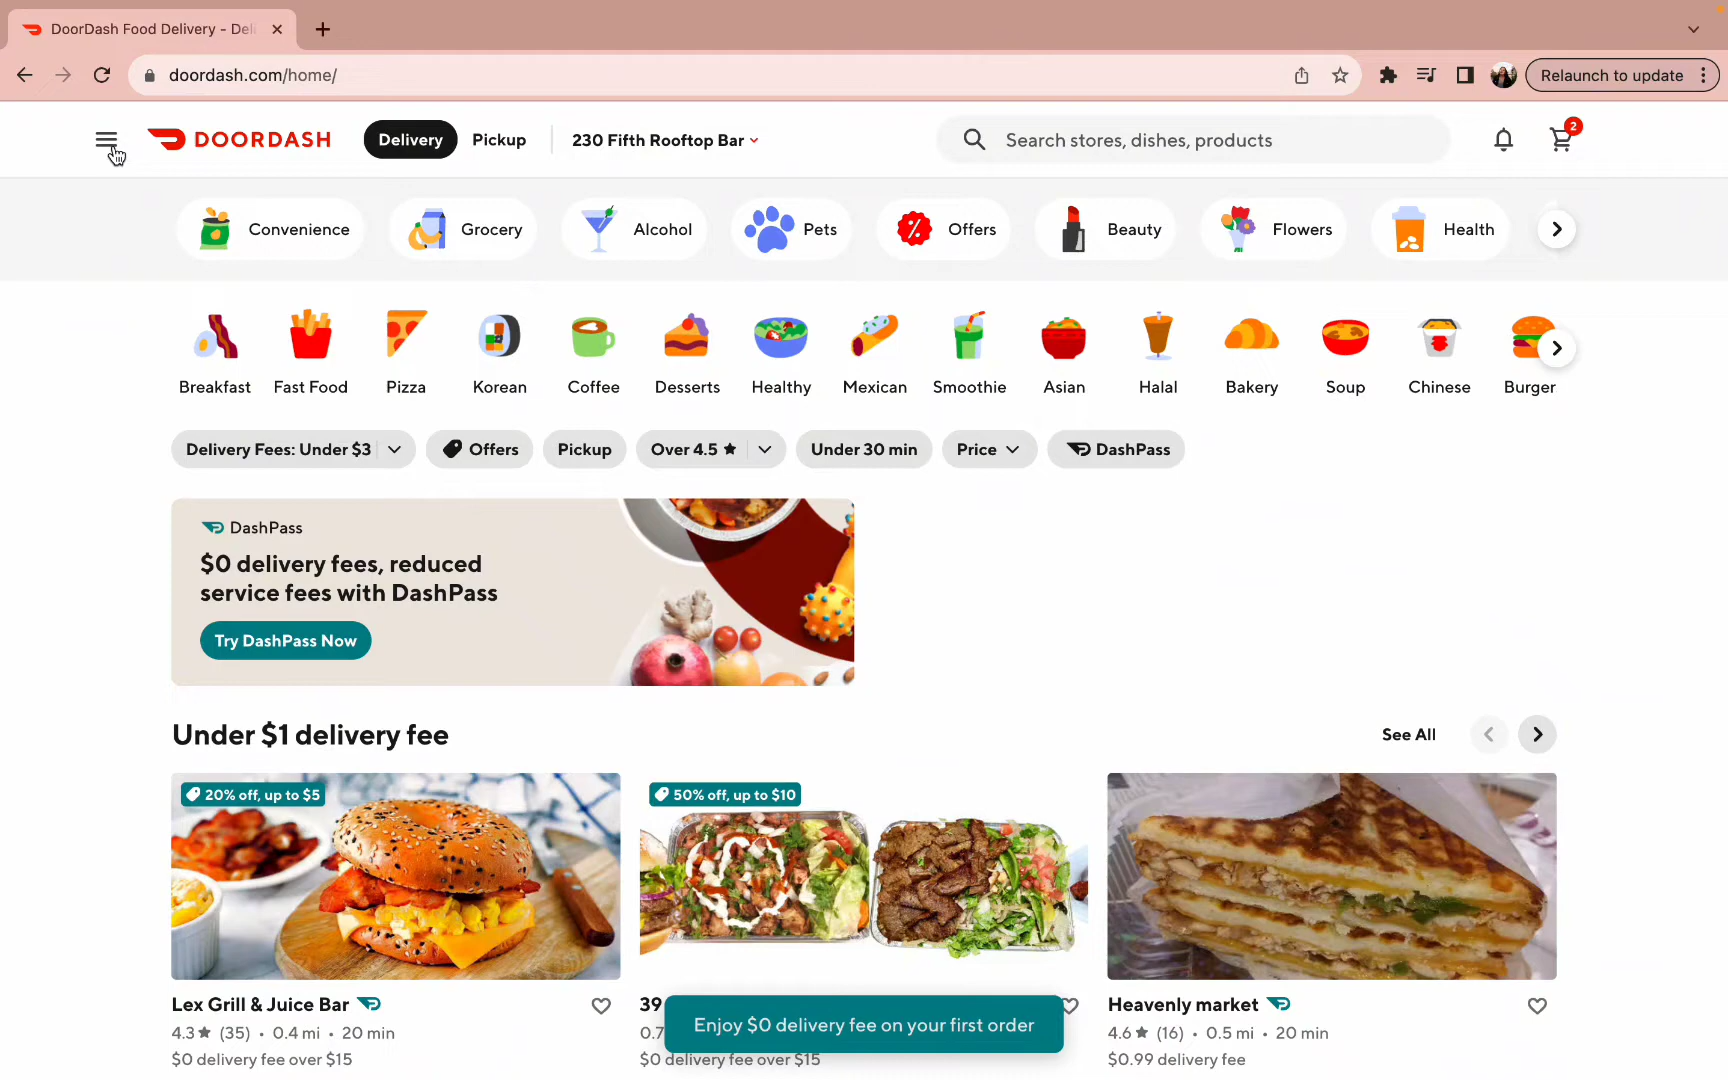 DoorDash Food Delivery - Del
doordash.com/home/
Relaunch to update
DOORDASH
Delivery
Pickup
230 Fifth Rooftop Bar
Search stores, dishes, products
2
Convenience
Grocery
Alcohol
Pets
Offers
Beauty
Flowers
Health
Breakfast
Fast Food
Pizza
Korean
Coffee
Desserts
Healthy
Mexican
Smoothie
Asian
Halal
Bakery
Soup
Chinese
Burger
Delivery Fees: Under $3
Offers
Pickup
Over 4.5 ★
Under 30 min
Price
DashPass
DashPass
$0 delivery fees, reduced
service fees with DashPass
Try DashPass Now
Under $1 delivery fee
See All
20% off, up to $5
50% off, up to $10
Lex Grill & Juice Bar
4.3 ★ (35) • 0.4 mi • 20 min
$0 delivery fee over $15
39
0.7
$0 delivery fee over $15
Heavenly market
4.6 ★ (16) • 0.5 mi • 20 min
$0.99 delivery fee
Enjoy $0 delivery fee on your first order